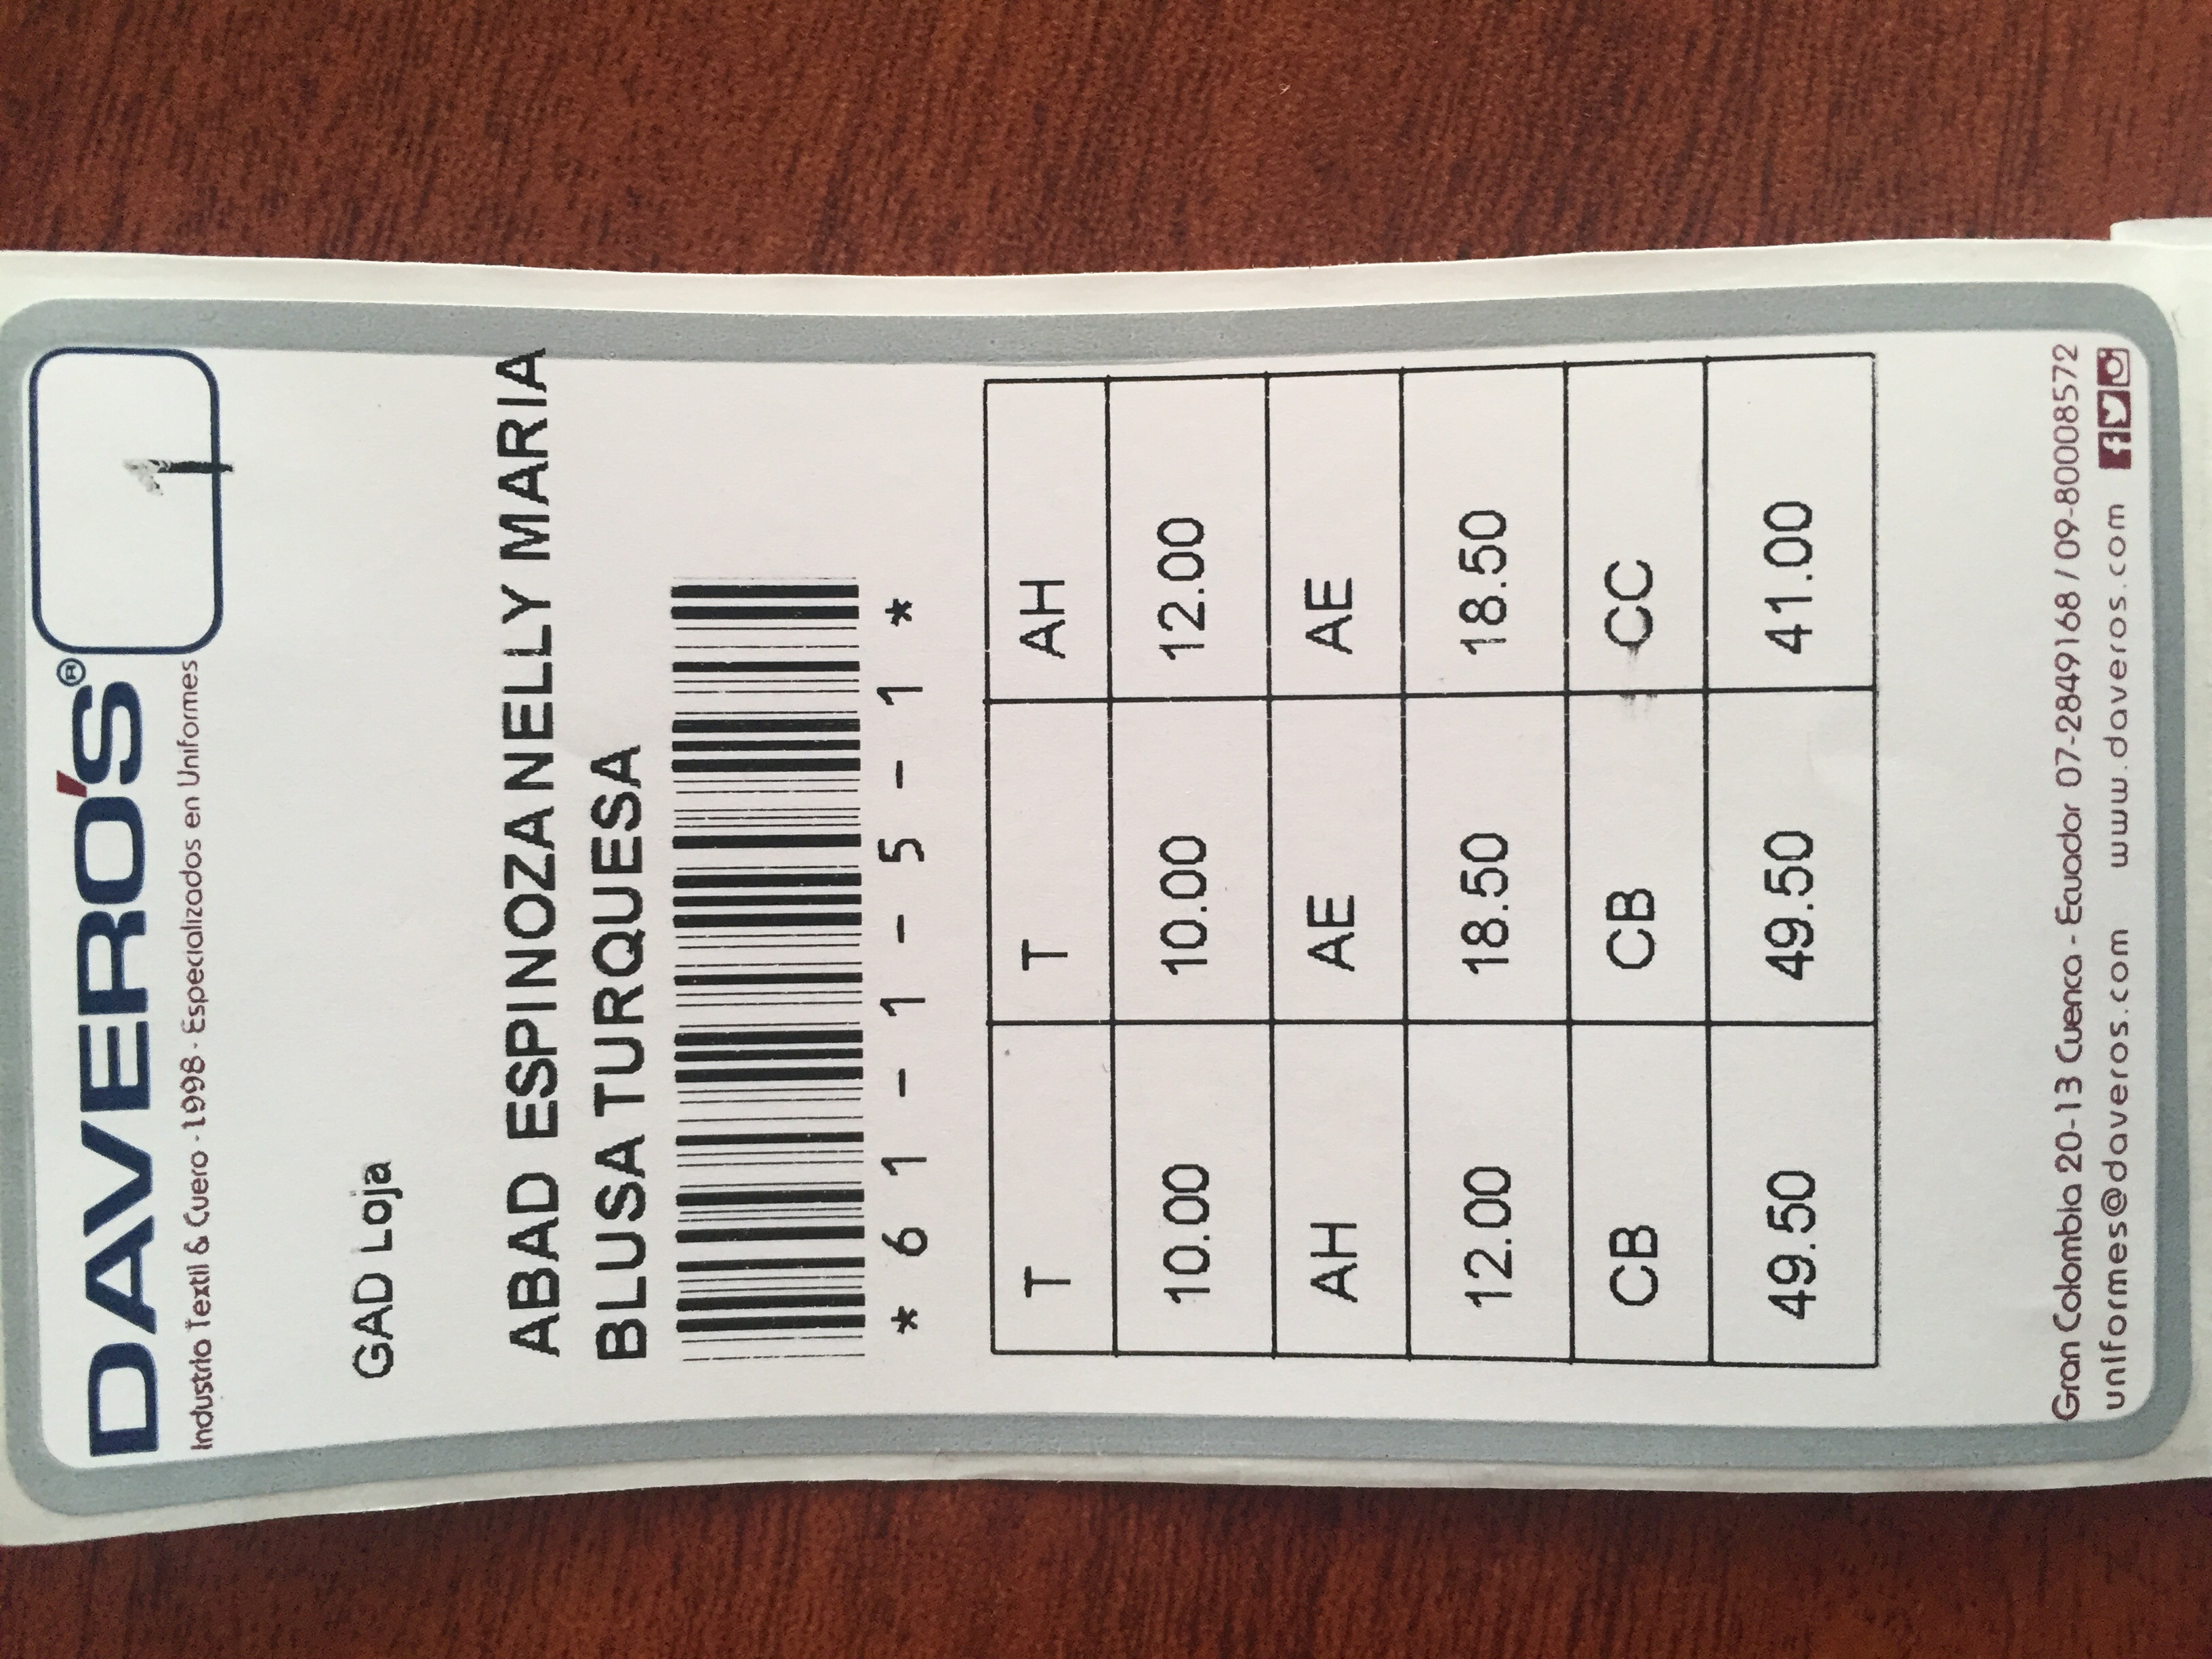 DAVERO'S®
Industria Textil & Cuero - 1998 - Especializados en Uniformes
1
GAD Loja
ABAD ESPINOZA NELLY MARIA
BLUSA TURQUESA
*61-1-5-1*
T T AH
10.00 10.00 12.00
AH AE AE
12.00 18.50 18.50
CB CB CC
49.50 49.50 41.00
Gran Colombia 20-13 Cuenca - Ecuador 07-2849168 / 09-80008572
uniformes@daveros.com www.daveros.com